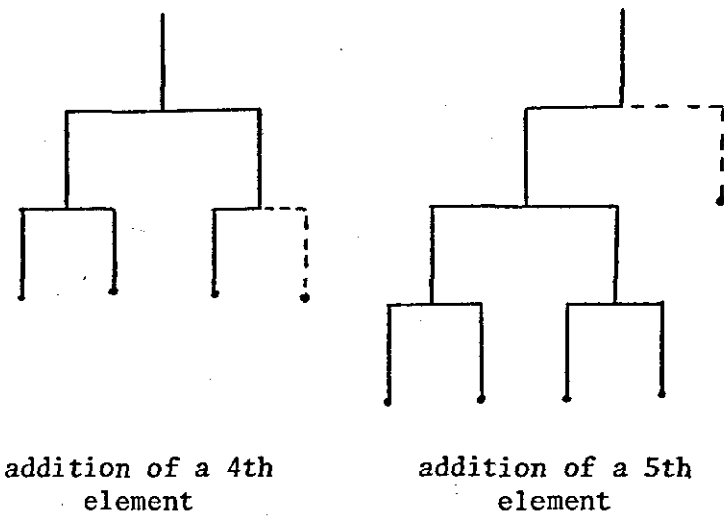 addition of a 4th
element
addition of a 5th
element